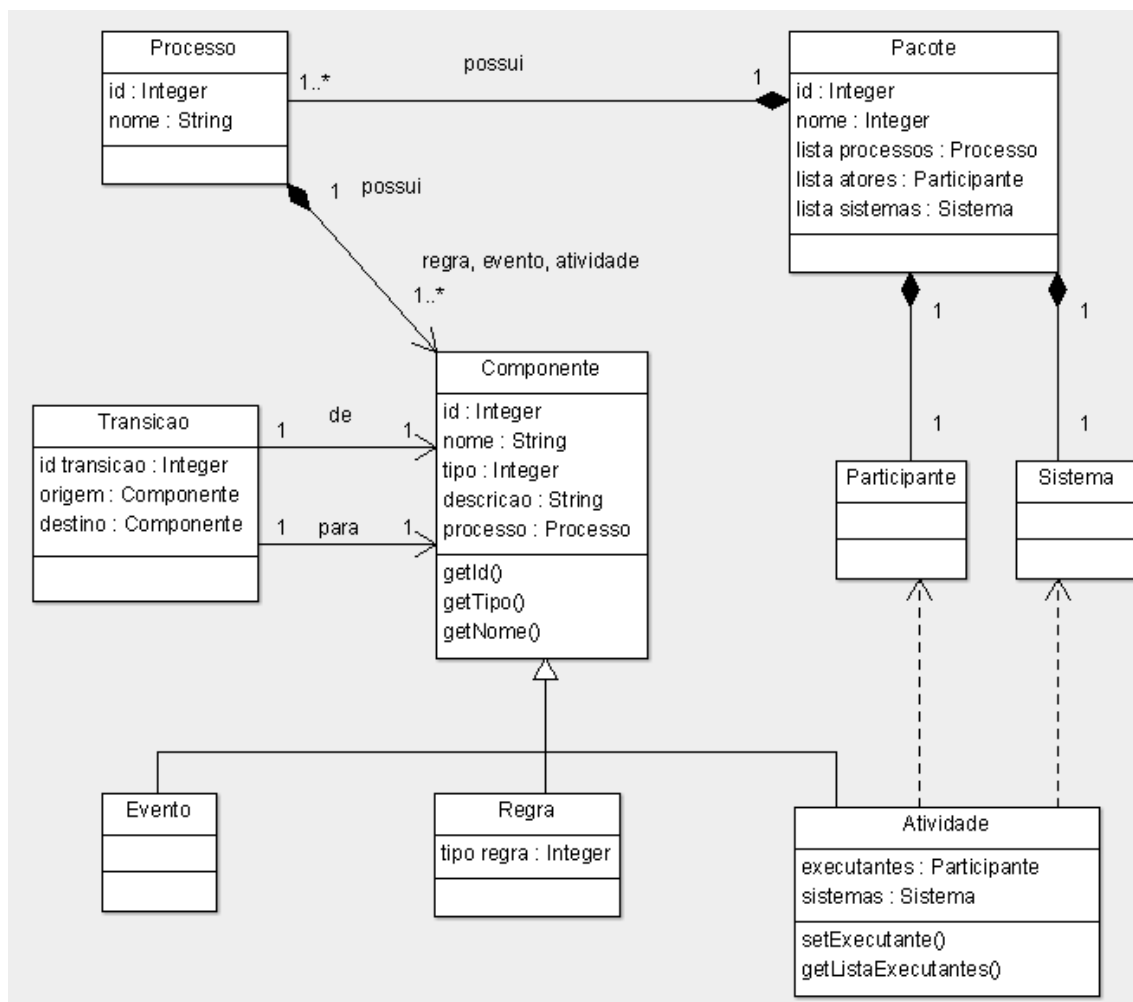 Processo
id : Integer
nome : String
possui
1..*
1
Pacote
id : Integer
nome : Integer
lista processos : Processo
lista atores : Participante
lista sistemas : Sistema
1
possui
regra, evento, atividade
1..*
1
1
Componente
id : Integer
nome : String
tipo : Integer
descricao : String
processo : Processo
getId()
getTipo()
getNome()
Transicao
id transicao : Integer
origem : Componente
destino : Componente
de
1
1
para
1
1
1
1
Participante
Sistema
Evento
Regra
tipo regra : Integer
Atividade
executantes : Participante
sistemas : Sistema
setExecutante()
getListaExecutantes()